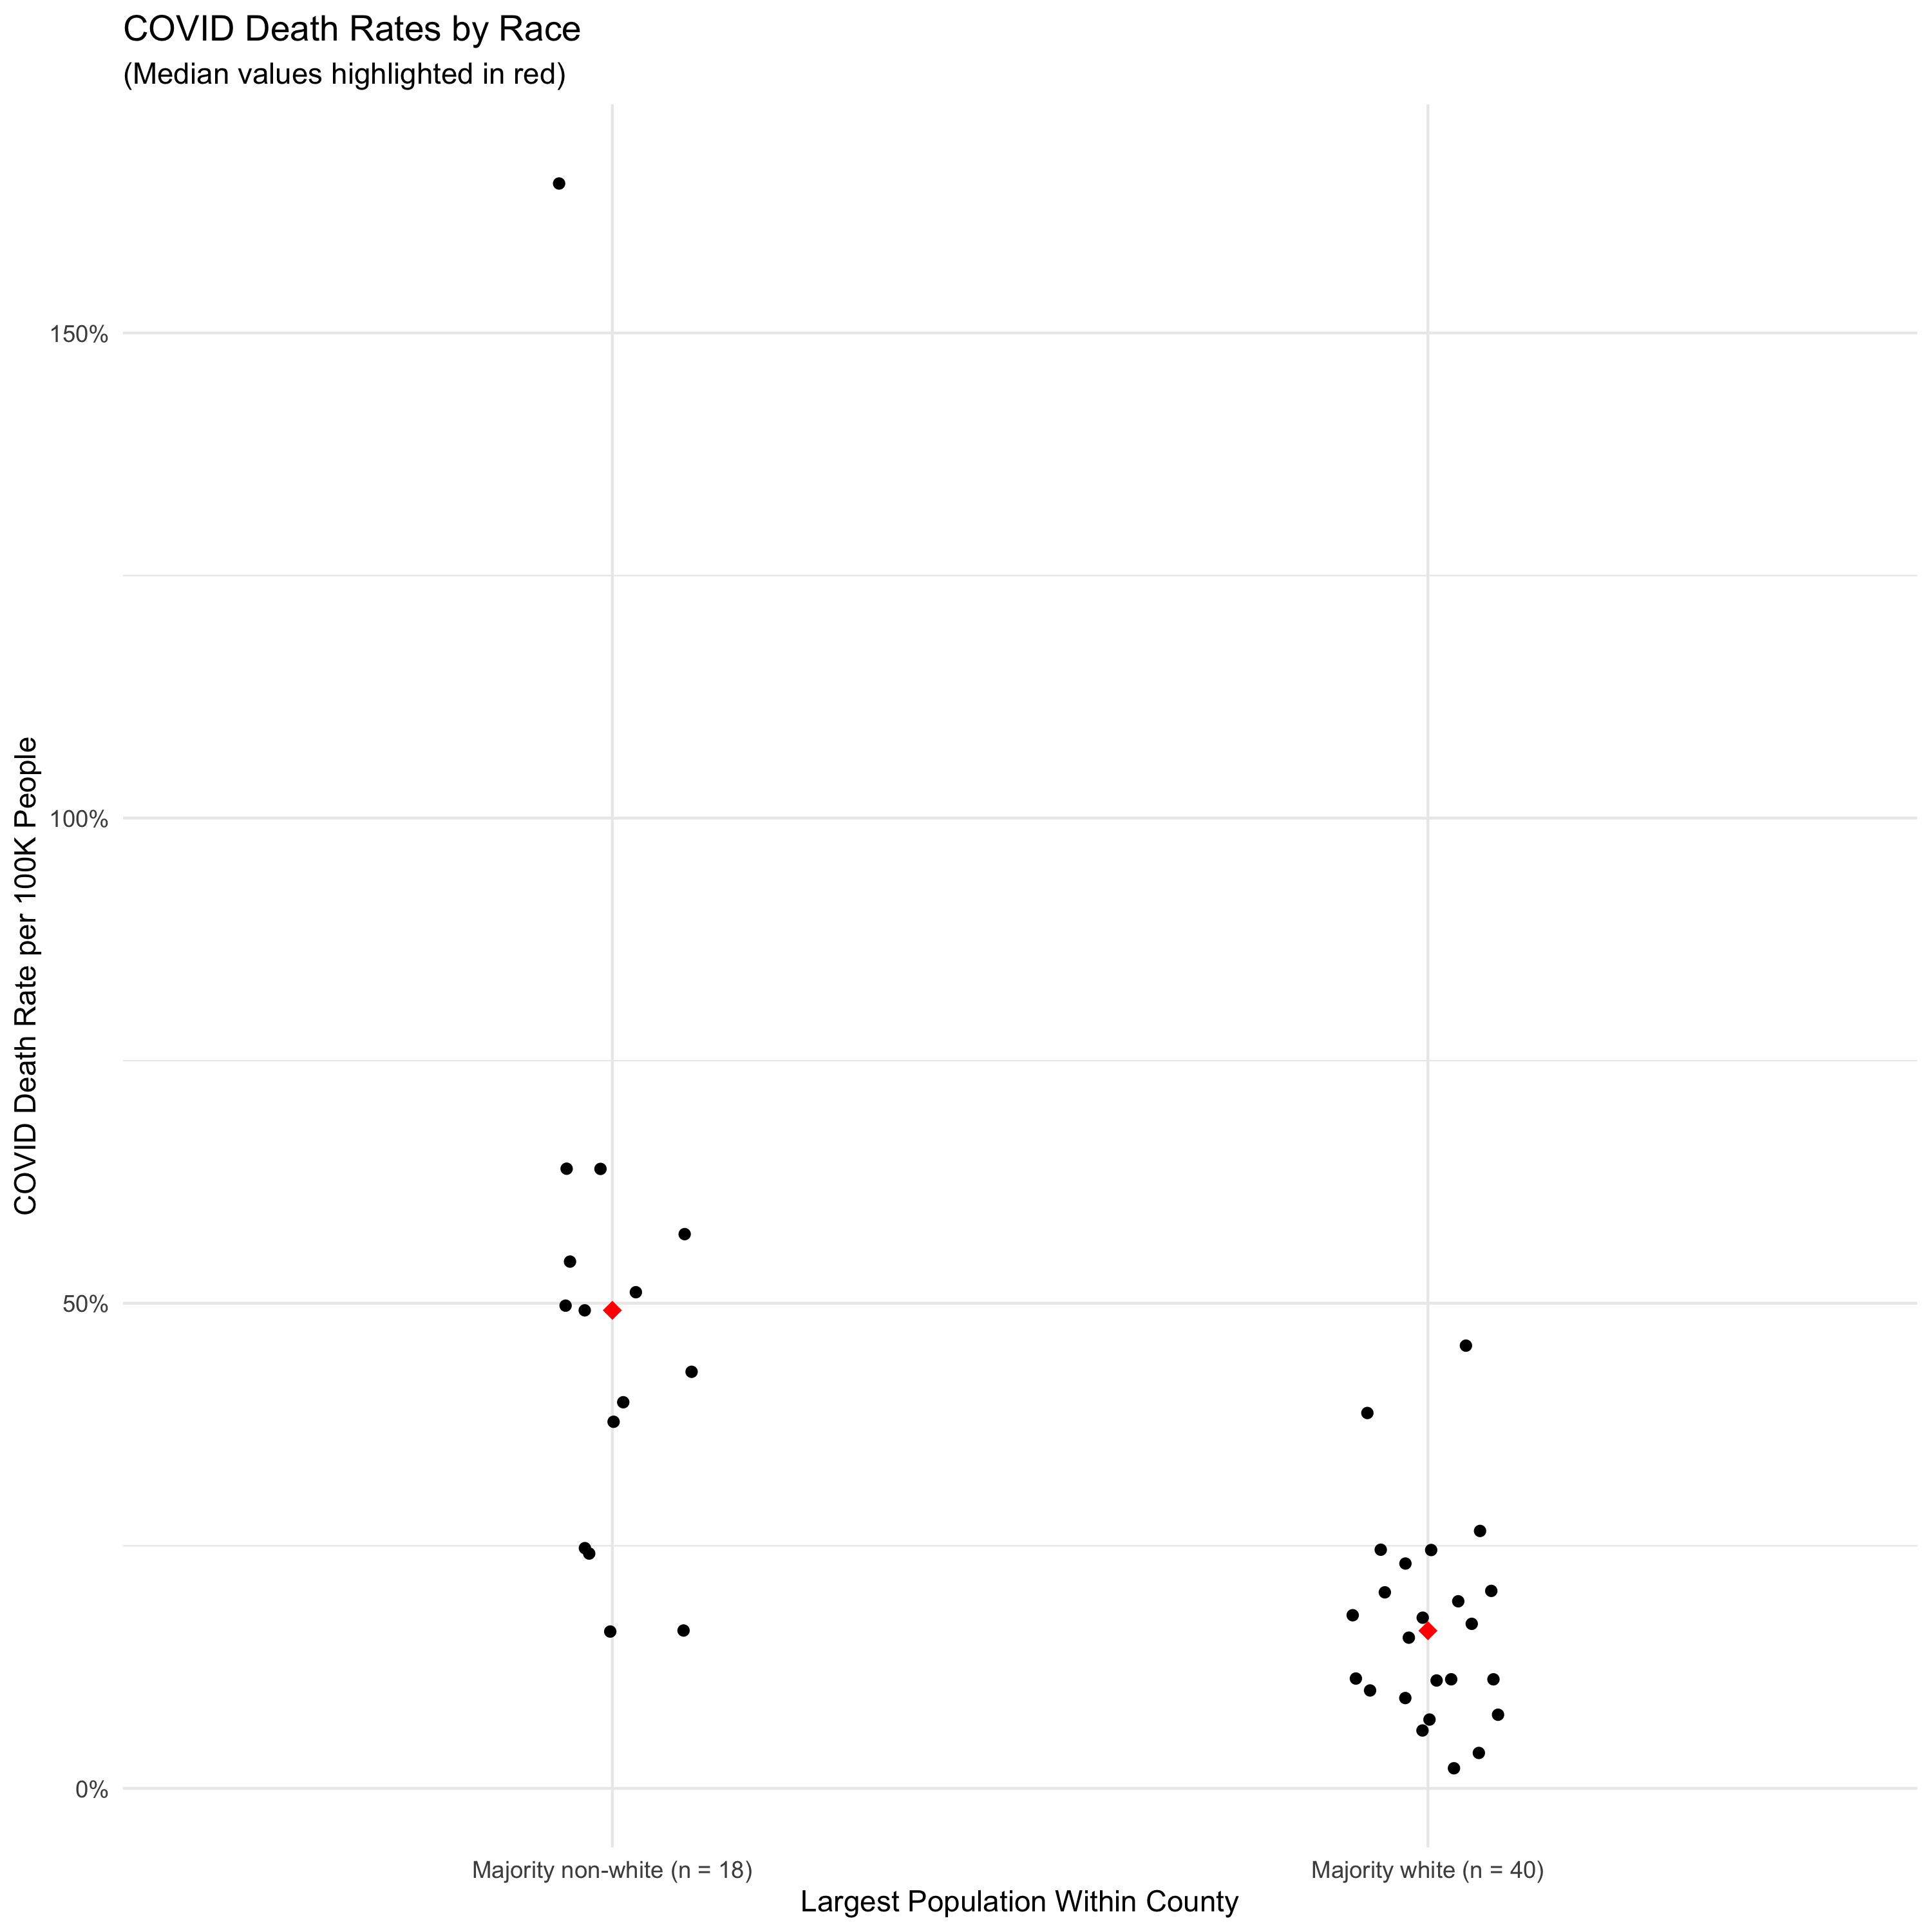 COVID Death Rates by Race
(Median values highlighted in red)
COVID Death Rate per 100K People
150%
100%
50%
0%
Majority non-white (n = 18)
Majority white (n = 40)
Largest Population Within County